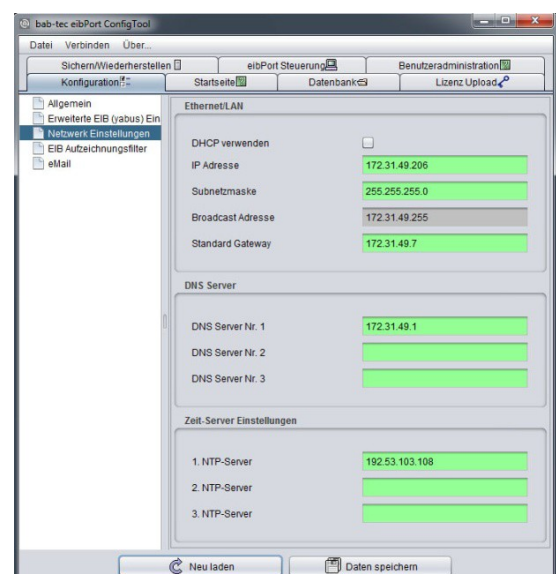 bab-tec eibPort ConfigTool
Datei Verbinden Über...
Sichern/Wiederherstellen eibPort Steuerung Benutzeradministration
Konfiguration Startseite Datenbank Lizenz Upload
Allgemein
Erweiterte EIB (yabus) Ein
Netzwerk Einstellungen
EIB Aufzeichnungsfilter
eMail
Ethernet/LAN
DHCP verwenden
IP Adresse 172.31.49.206
Subnetzmaske 255.255.255.0
Broadcast Adresse 172.31.49.255
Standard Gateway 172.31.49.7
DNS Server
DNS Server Nr. 1 172.31.49.1
DNS Server Nr. 2
DNS Server Nr. 3
Zeit-Server Einstellungen
1. NTP-Server 192.53.103.108
2. NTP-Server
3. NTP-Server
Neu laden Daten speichern